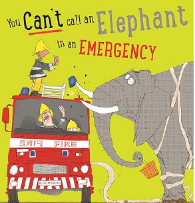 You Can't call an Elephant
in an EMERGENCY
FIRE